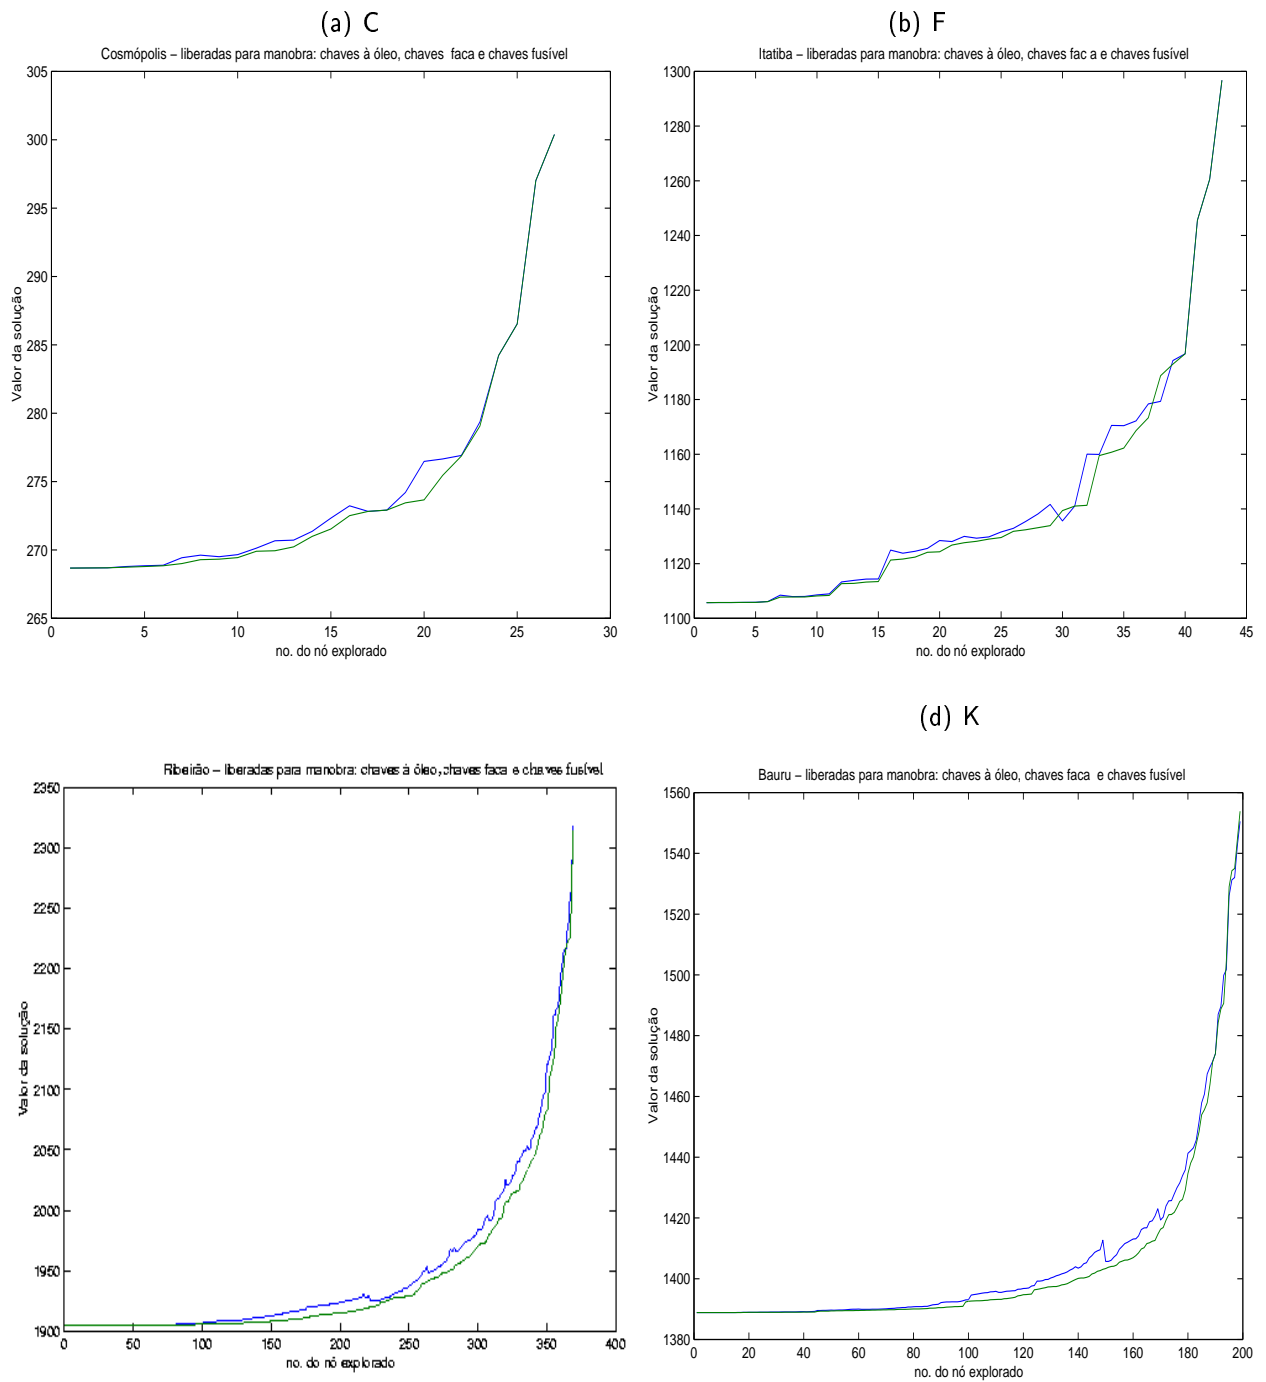 (a) C
Cosmópolis – liberadas para manobra: chaves à óleo, chaves faca e chaves fusível
305
300
295
290
285
280
275
270
265
Valor da solução
0 5 10 15 20 25 30
no. do nó explorado
(b) F
Itatiba – liberadas para manobra: chaves à óleo, chaves fac a e chaves fusível
1300
1280
1260
1240
1220
1200
1180
1160
1140
1120
1100
Valor da solução
0 5 10 15 20 25 30 35 40 45
no. do nó explorado
Ribeirão – liberadas para manobra: chaves à óleo, chaves faca e chaves fusível
2350
2300
2250
2200
2150
2100
2050
2000
1950
1900
Valor da solução
0 50 100 150 200 250 300 350 400
no. do nó explorado
(d) K
Bauru – liberadas para manobra: chaves à óleo, chaves faca e chaves fusível
1560
1540
1520
1500
1480
1460
1440
1420
1400
1380
Valor da solução
0 20 40 60 80 100 120 140 160 180 200
no. do nó explorado